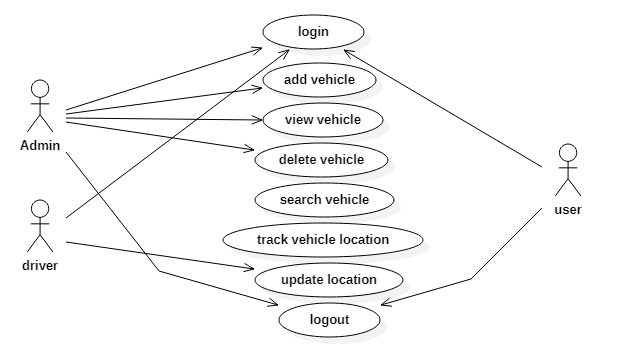 login
add vehicle
view vehicle
Admin
delete vehicle
search vehicle
user
track vehicle location
driver
update location
logout